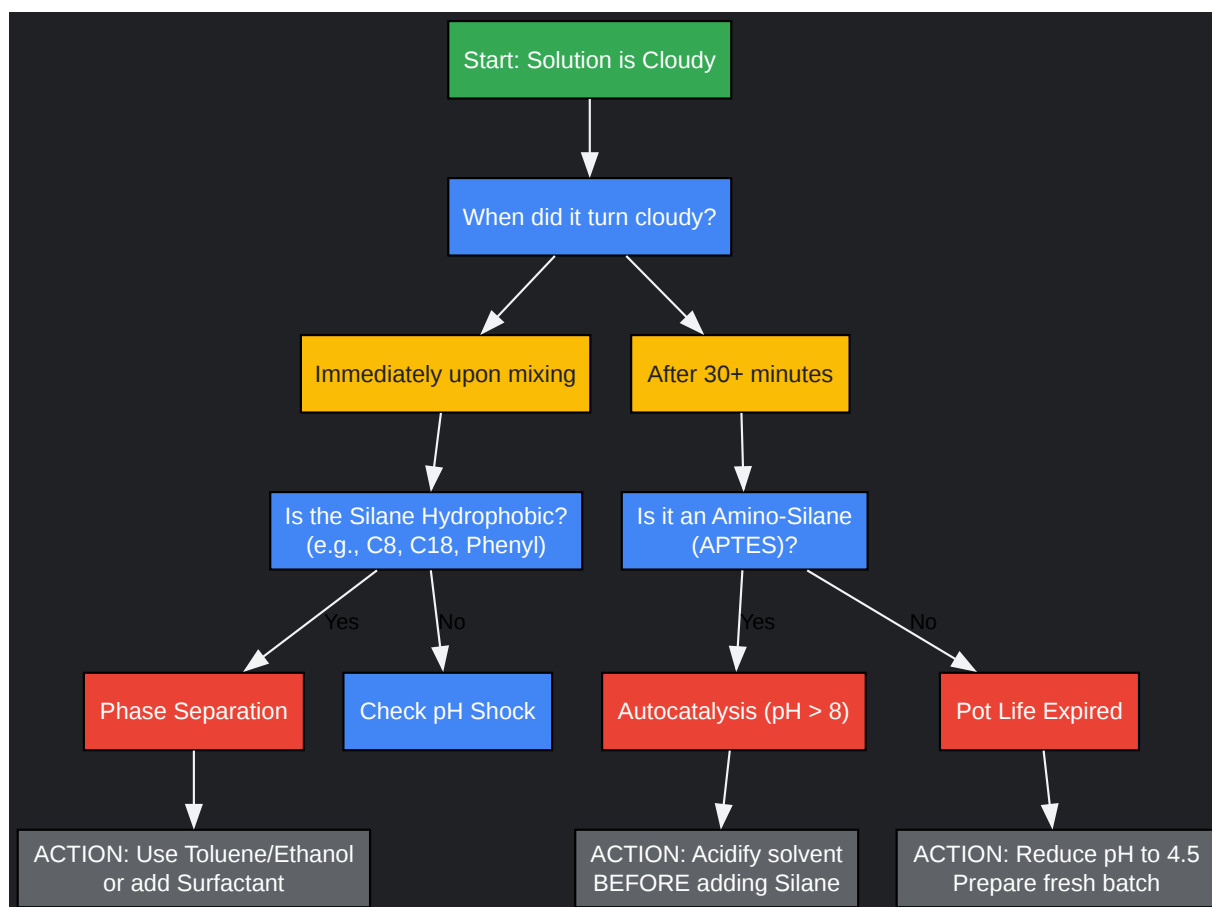 Start: Solution is Cloudy
When did it turn cloudy?
Immediately upon mixing
After 30+ minutes
Is the Silane Hydrophobic?
(e.g., C8, C18, Phenyl)
Is it an Amino-Silane
(APTES)?
Yes
No
Yes
No
Phase Separation
Check pH Shock
Autocatalysis (pH > 8)
Pot Life Expired
ACTION: Use Toluene/Ethanol
or add Surfactant
ACTION: Acidify solvent
BEFORE adding Silane
ACTION: Reduce pH to 4.5
Prepare fresh batch